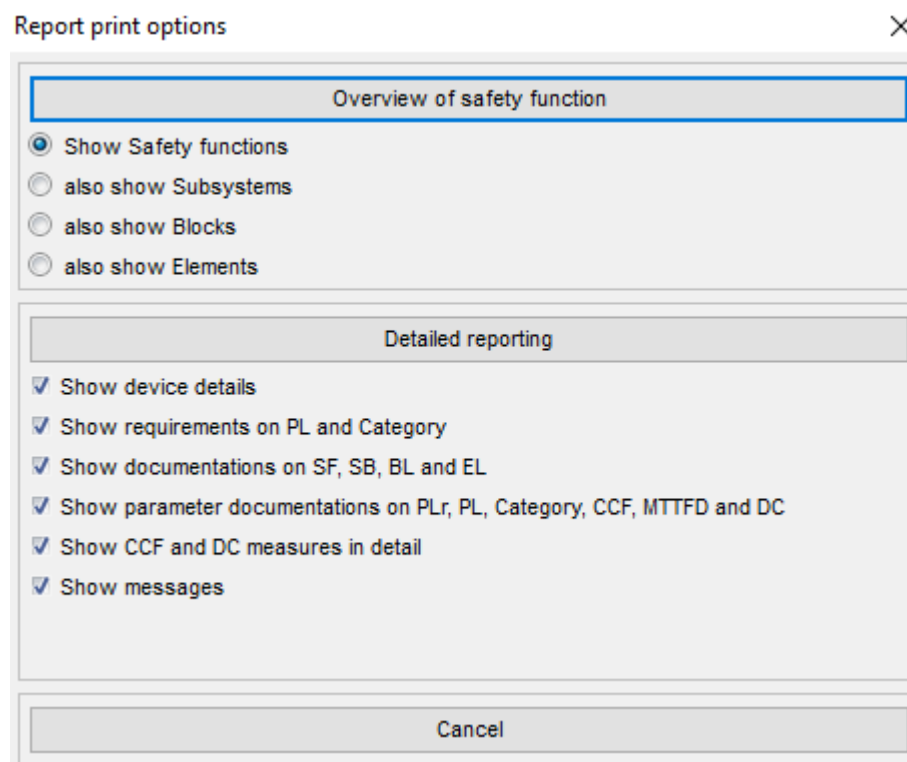 Report print options
Overview of safety function
Show Safety functions
also show Subsystems
also show Blocks
also show Elements
Detailed reporting
Show device details
Show requirements on PL and Category
Show documentations on SF, SB, BL and EL
Show parameter documentations on PLr, PL, Category, CCF, MTTFD and DC
Show CCF and DC measures in detail
Show messages
Cancel